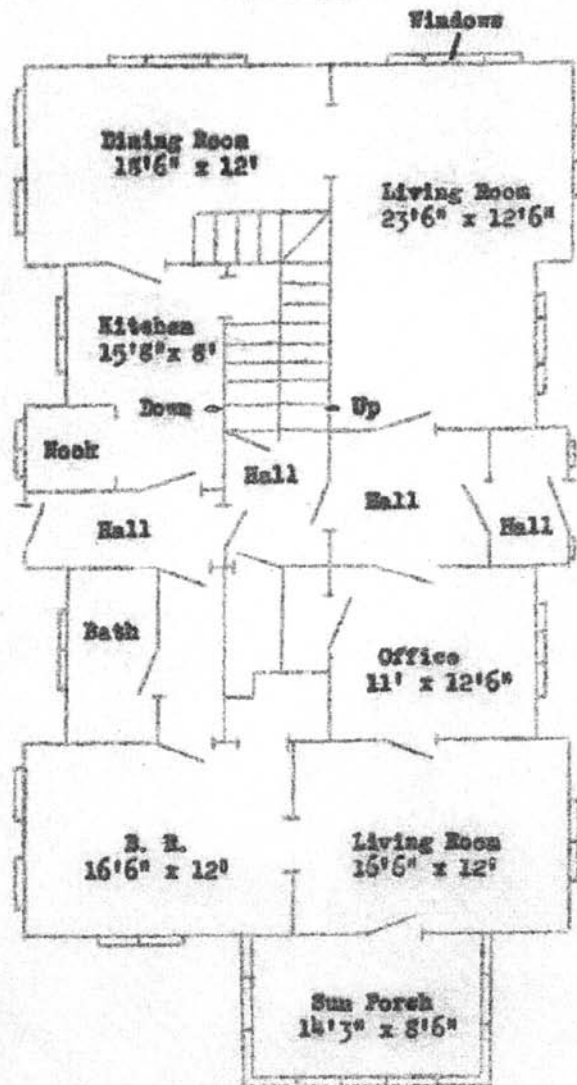 Windows
Dining Room
18'6" x 12'
Living Room
23'6" x 12'6"
Kitchen
15'8" x 8'
Down
Up
Nook
Hall
Hall
Hall
Hall
Bath
Office
11' x 12'6"
B. R.
16'6" x 12'
Living Room
16'6" x 12'
Sun Porch
14'3" x 8'6"